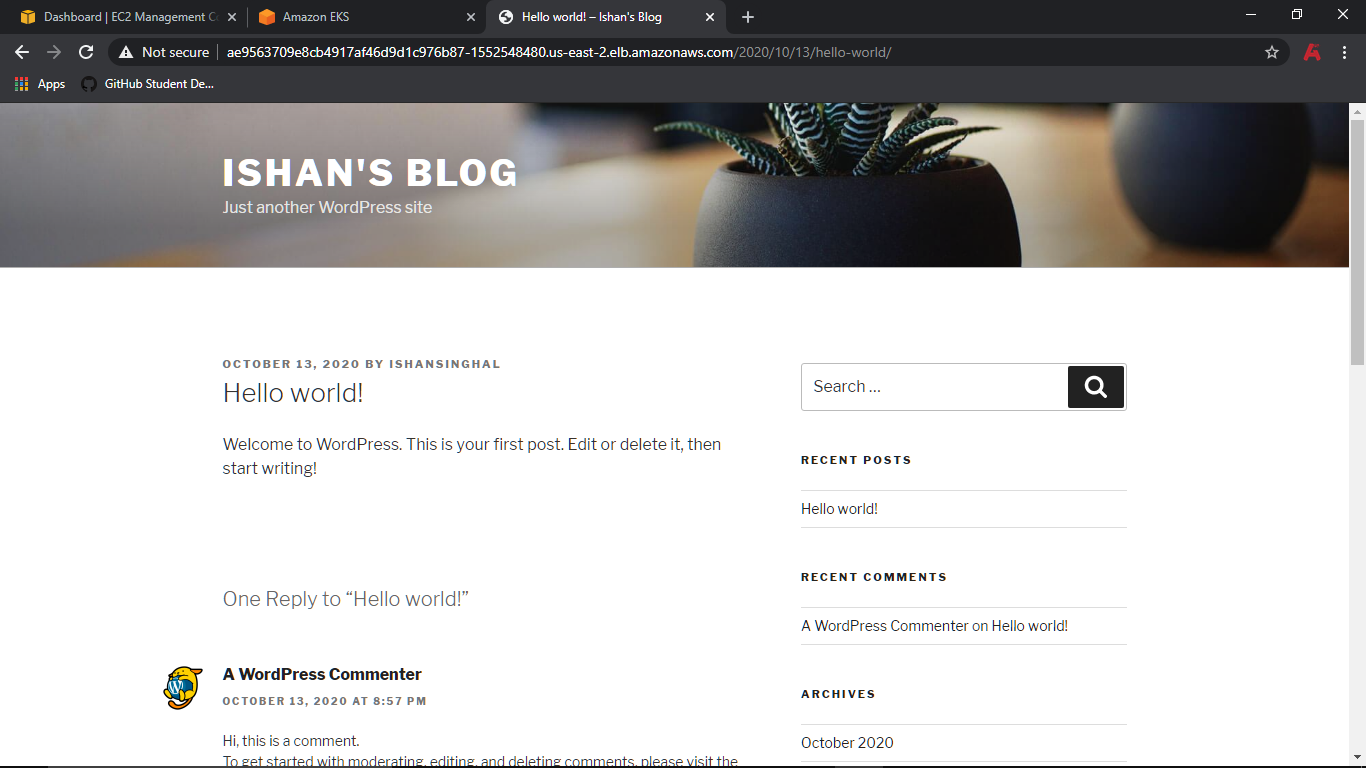 Dashboard | EC2 Management Co
Amazon EKS
Hello world! – Ishan's Blog
Not secure
ae9563709e8cb4917af46d9d1c976b87-1552548480.us-east-2.elb.amazonaws.com/2020/10/13/hello-world/
Apps
GitHub Student De...
ISHAN'S BLOG
Just another WordPress site
OCTOBER 13, 2020 BY ISHANSINGHAL
Hello world!
Welcome to WordPress. This is your first post. Edit or delete it, then
start writing!
One Reply to “Hello world!”
A WordPress Commenter
OCTOBER 13, 2020 AT 8:57 PM
Hi, this is a comment.
To get started with moderating, editing, and deleting comments, please visit the
Search …
RECENT POSTS
Hello world!
RECENT COMMENTS
A WordPress Commenter on Hello world!
ARCHIVES
October 2020